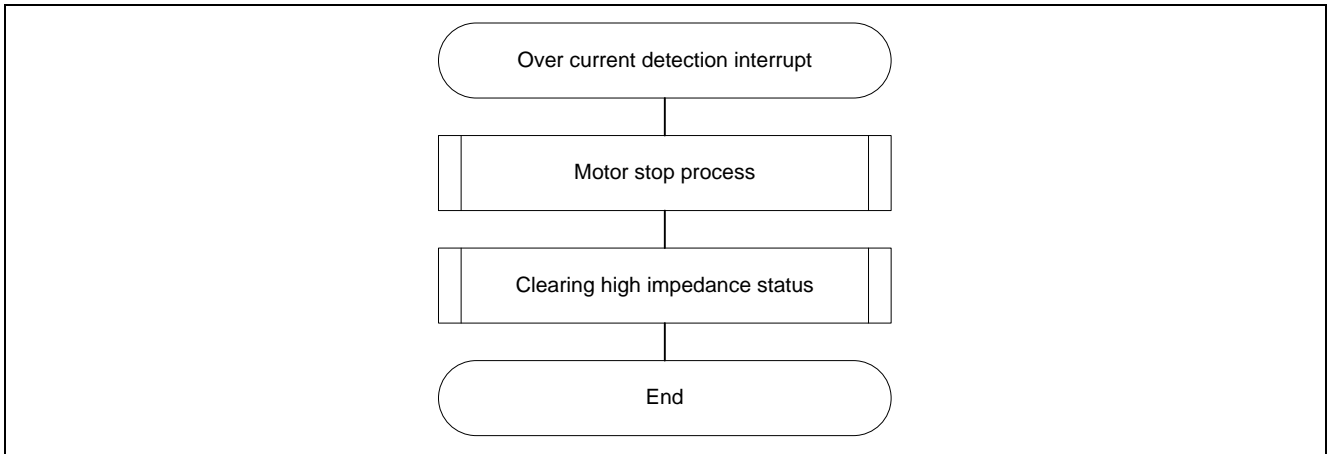 Over current detection interrupt
Motor stop process
Clearing high impedance status
End